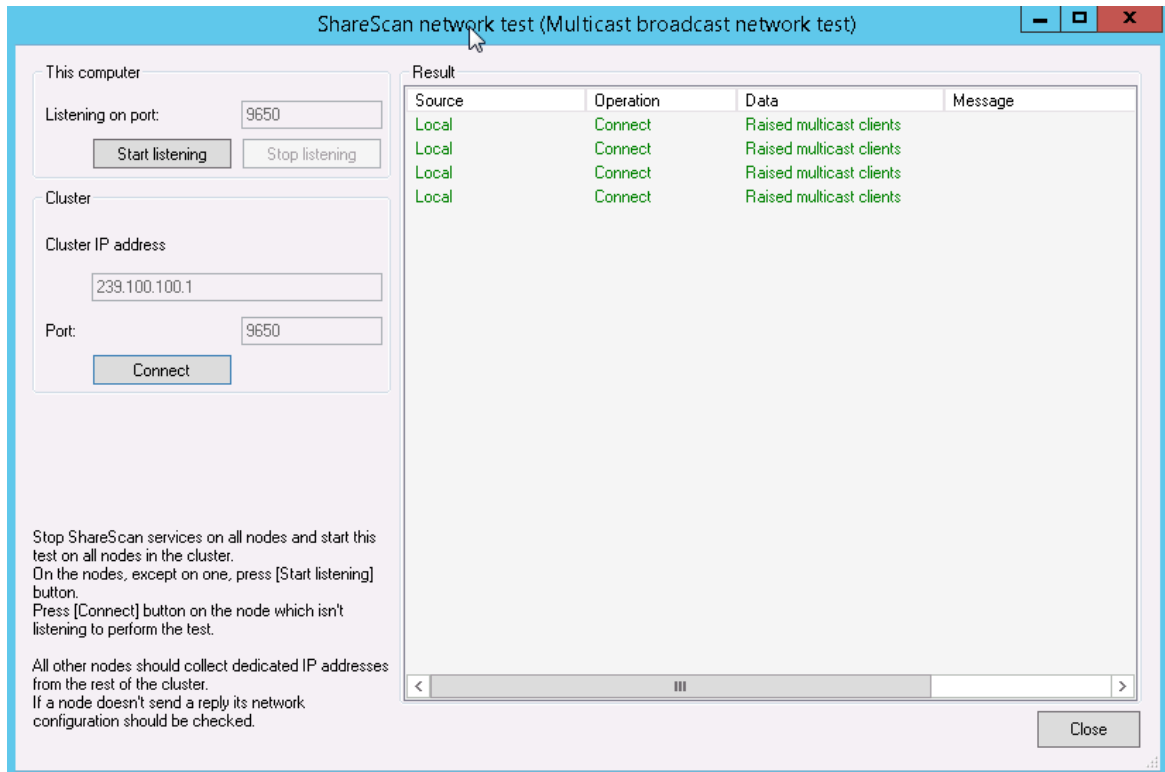 ShareScan network test (Multicast broadcast network test)
This computer
Listening on port:
9650
Start listening
Stop listening
Cluster
Cluster IP address
239.100.100.1
Port:
9650
Connect
Stop ShareScan services on all nodes and start this
test on all nodes in the cluster.
On the nodes, except on one, press [Start listening]
button.
Press [Connect] button on the node which isn't
listening to perform the test.
All other nodes should collect dedicated IP addresses
from the rest of the cluster.
If a node doesn't send a reply its network
configuration should be checked.
Result
Source Operation Data Message
Local Connect Raised multicast clients
Local Connect Raised multicast clients
Local Connect Raised multicast clients
Local Connect Raised multicast clients
Close